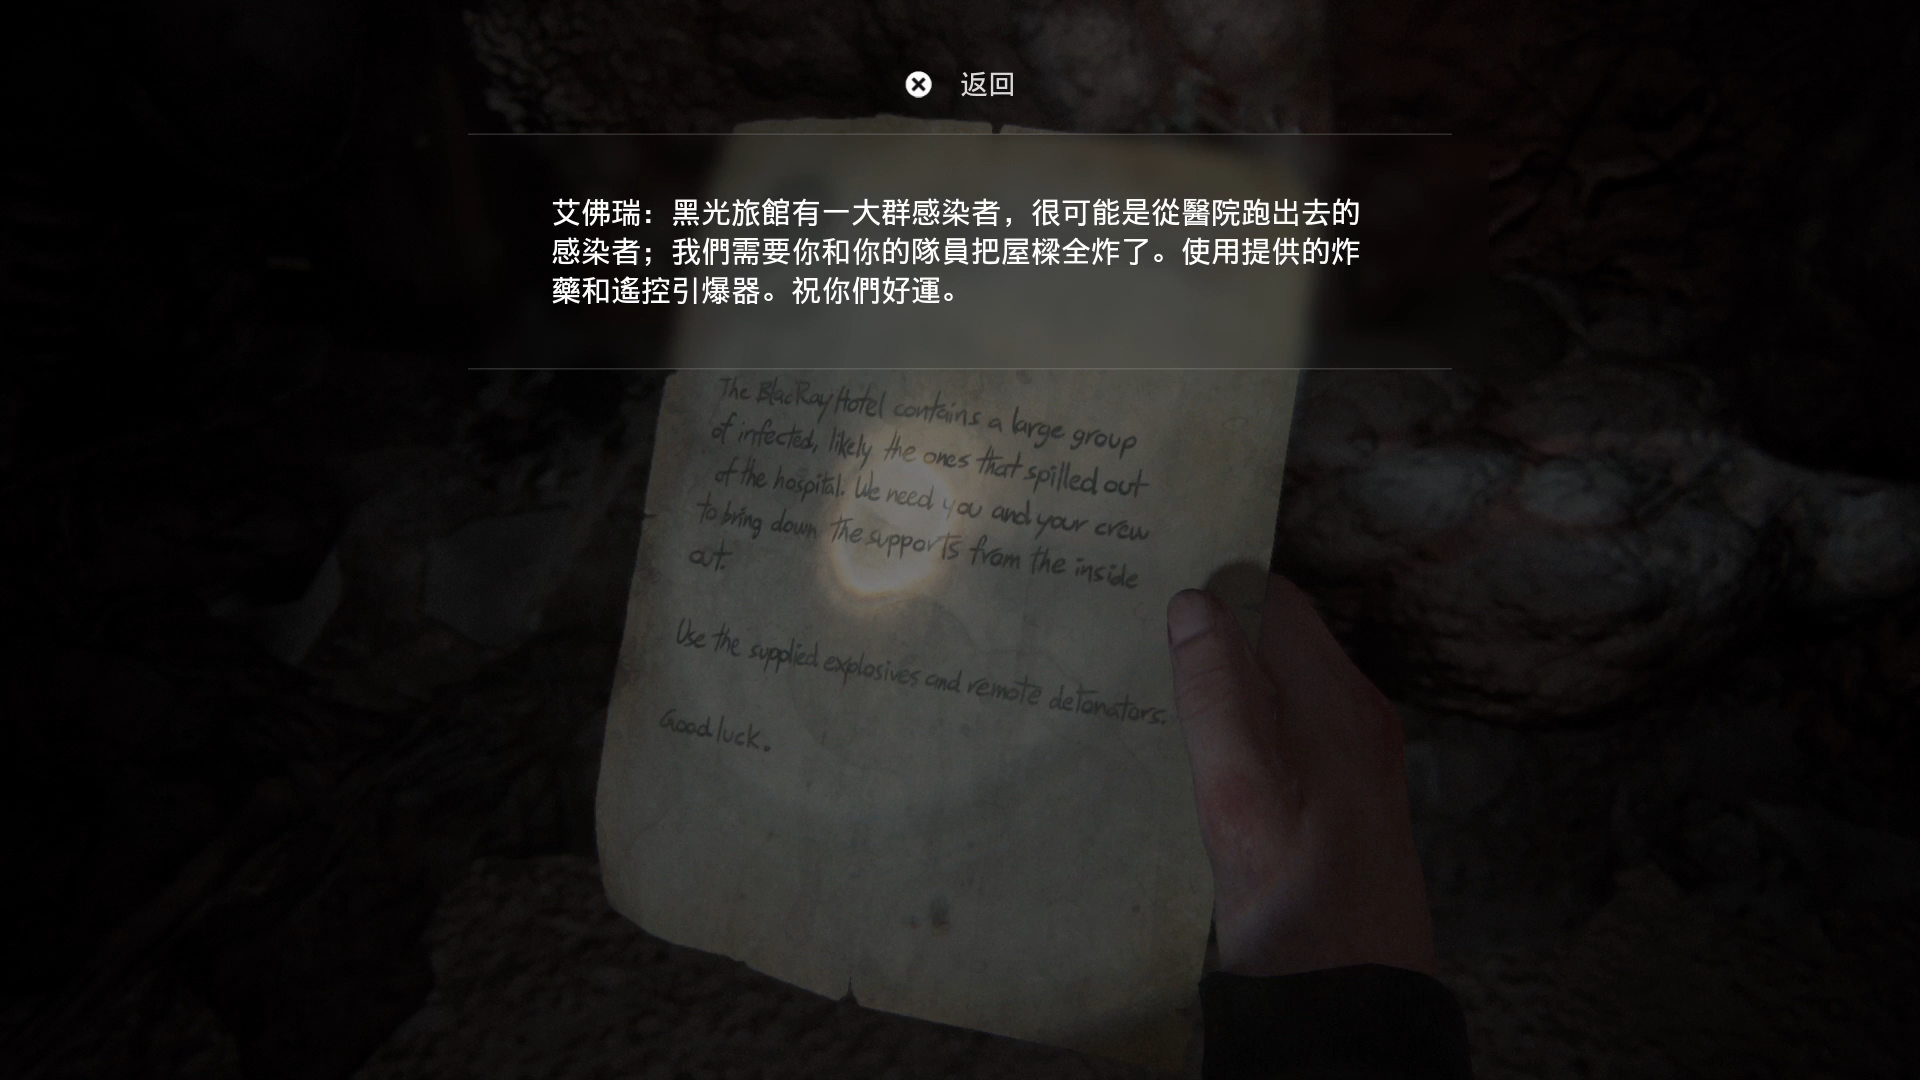 返回
艾佛瑞：黑光旅館有一大群感染者，很可能是從醫院跑出去的
感染者；我們需要你和你的隊員把屋樑全炸了。使用提供的炸
藥和遙控引爆器。祝你們好運。
The BlacRay Hotel contains a large group
of infected, likely the ones that spilled out
of the hospital. We need you and your crew
to bring down the supports from the inside
out.
Use the supplied explosives and remote detonators.
Good luck.